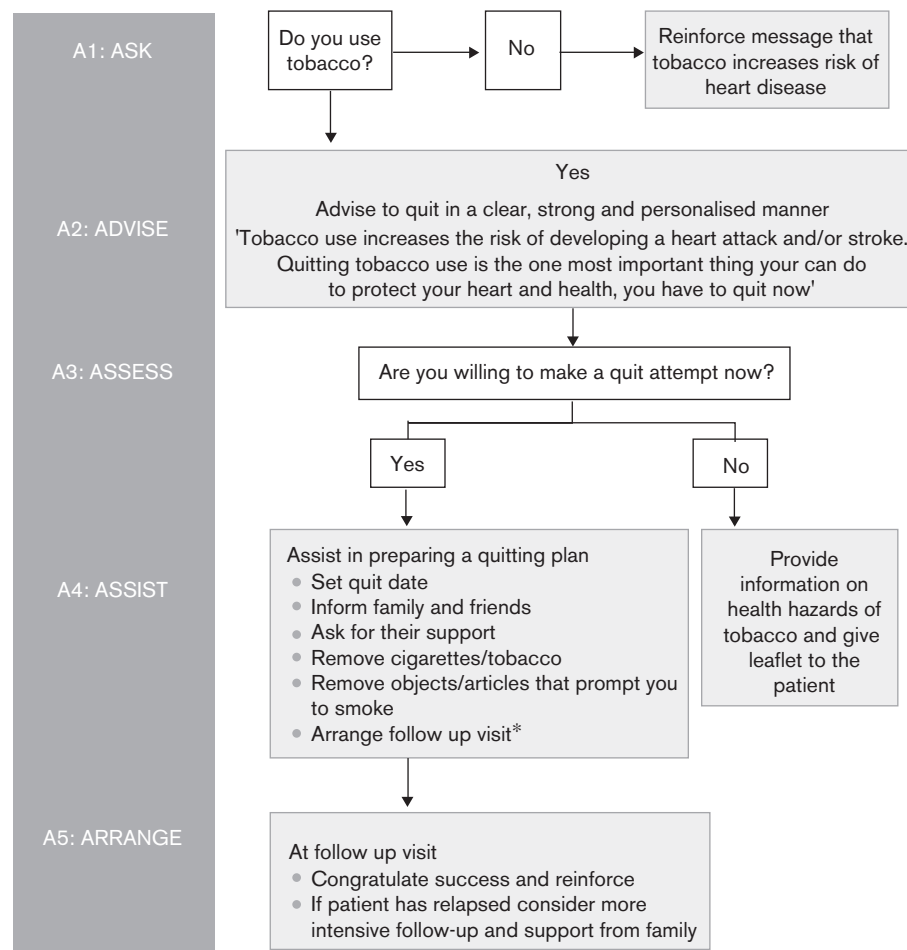 A1: ASK
Do you use
tobacco?
No
Reinforce message that
tobacco increases risk of
heart disease
A2: ADVISE
Yes
Advise to quit in a clear, strong and personalised manner
'Tobacco use increases the risk of developing a heart attack and/or stroke.
Quitting tobacco use is the one most important thing your can do
to protect your heart and health, you have to quit now'
A3: ASSESS
Are you willing to make a quit attempt now?
Yes
No
A4: ASSIST
Assist in preparing a quitting plan
• Set quit date
• Inform family and friends
• Ask for their support
• Remove cigarettes/tobacco
• Remove objects/articles that prompt you
to smoke
• Arrange follow up visit*
Provide
information on
health hazards of
tobacco and give
leaflet to the
patient
A5: ARRANGE
At follow up visit
• Congratulate success and reinforce
• If patient has relapsed consider more
intensive follow-up and support from family